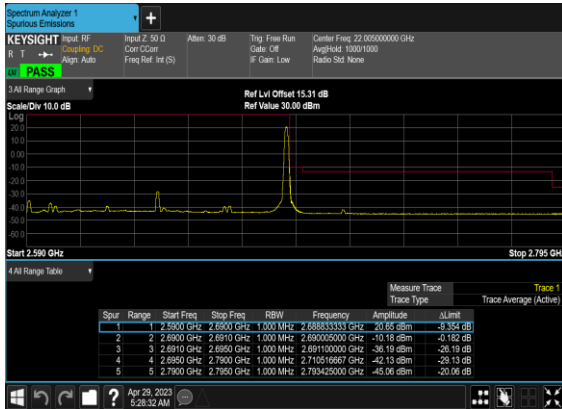 Spectrum Analyzer 1
Spurious Emissions
KEYSIGHT Input: RF Input Z: 50 Ω Atten: 30 dB Trig: Free Run Center Freq: 22.005000000 GHz
R T Coupling: DC Corr CCorr Gate: Off Avg|Hold: 1000/1000
Align: Auto Freq Ref: Int (S) IF Gain: Low Radio Std: None
PASS
3 All Range Graph
Ref Lvl Offset 15.31 dB
Scale/Div 10.0 dB Ref Value 30.00 dBm
Log
20.0
10.0
0.00
-10.0
-20.0
-30.0
-40.0
-50.0
-60.0
Start 2.590 GHz Stop 2.795 GH
4 All Range Table
Measure Trace Trace 1
Trace Type Trace Average (Active)
Spur Range Start Freq Stop Freq RBW Frequency Amplitude ΔLimit
1 1 2.5900 GHz 2.6900 GHz 1.000 MHz 2.688833333 GHz 20.65 dBm -9.354 dB
2 2 2.6900 GHz 2.6910 GHz 1.000 MHz 2.690005000 GHz -10.18 dBm -0.182 dB
3 3 2.6910 GHz 2.6950 GHz 1.000 MHz 2.691100000 GHz -36.19 dBm -26.19 dB
4 4 2.6950 GHz 2.7900 GHz 1.000 MHz 2.710516667 GHz -42.13 dBm -29.13 dB
5 5 2.7900 GHz 2.7950 GHz 1.000 MHz 2.793425000 GHz -45.06 dBm -20.06 dB
? Apr 29, 2023
5:28:32 AM